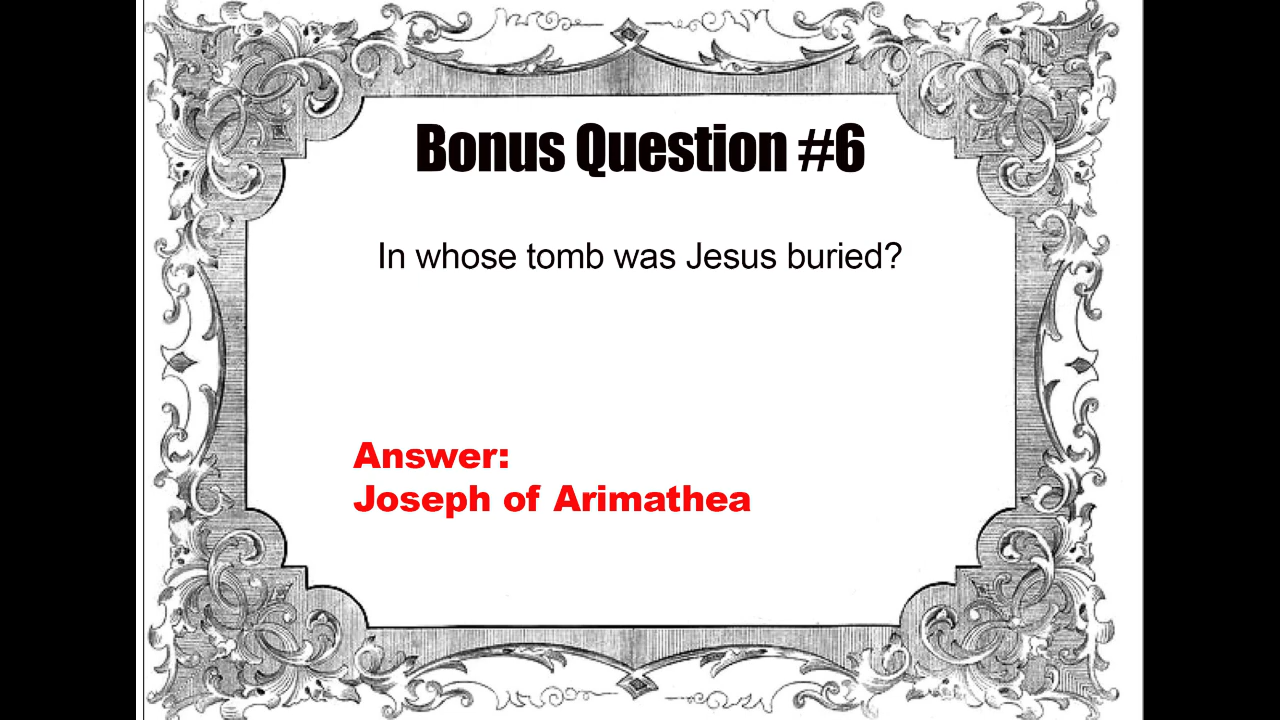 Bonus Question #6
In whose tomb was Jesus buried?
Answer:
Joseph of Arimathea